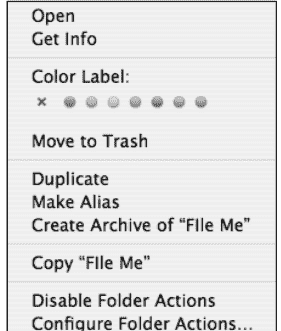 Open
Get Info
Color Label:
×
Move to Trash
Duplicate
Make Alias
Create Archive of “FIle Me”
Copy “FIle Me”
Disable Folder Actions
Configure Folder Actions...